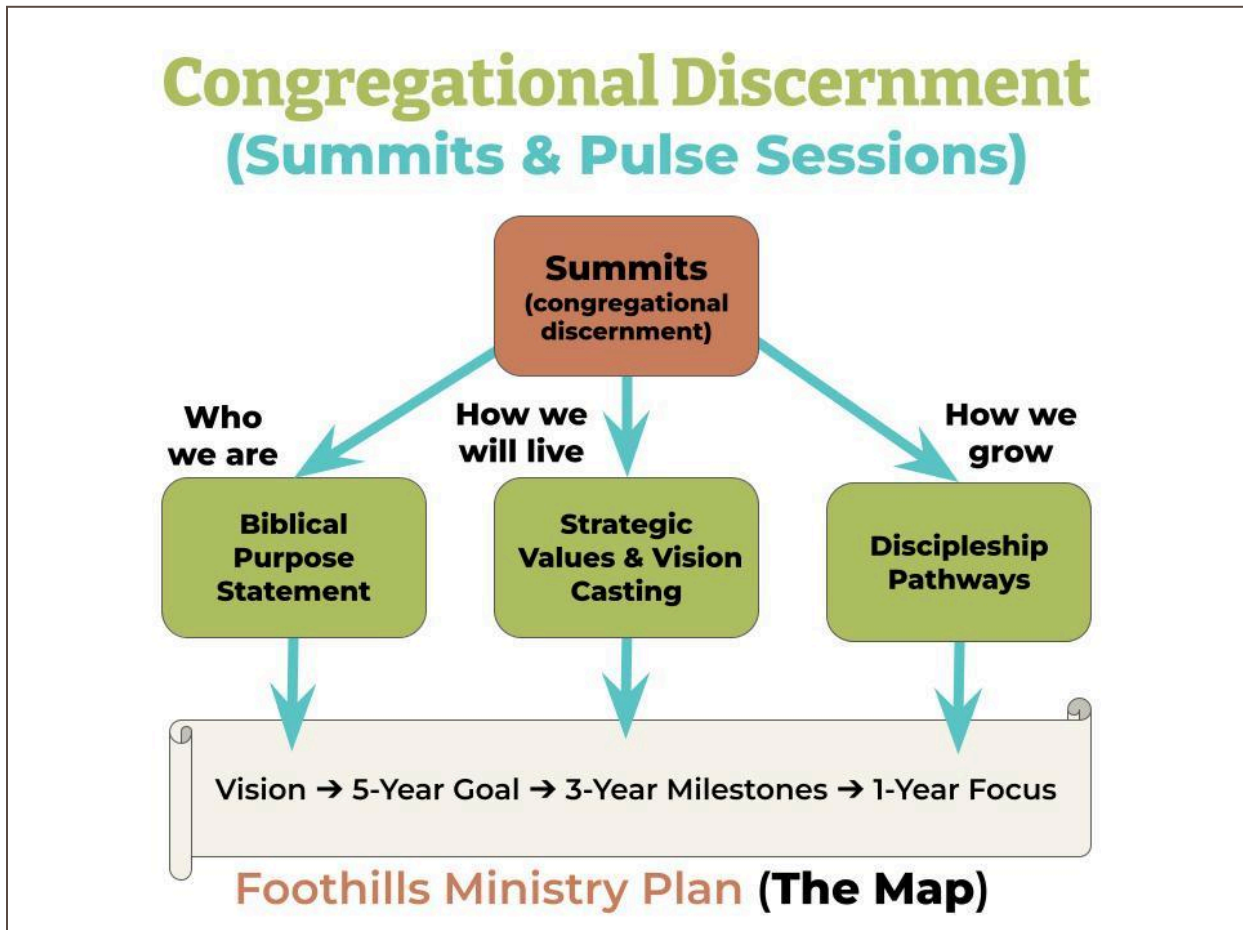 Congregational Discernment
(Summits & Pulse Sessions)
Summits
(congregational
discernment)
Who
we are
How we
will live
How we
grow
Biblical
Purpose
Statement
Strategic
Values & Vision
Casting
Discipleship
Pathways
Vision ➔ 5-Year Goal ➔ 3-Year Milestones ➔ 1-Year Focus
Foothills Ministry Plan (The Map)